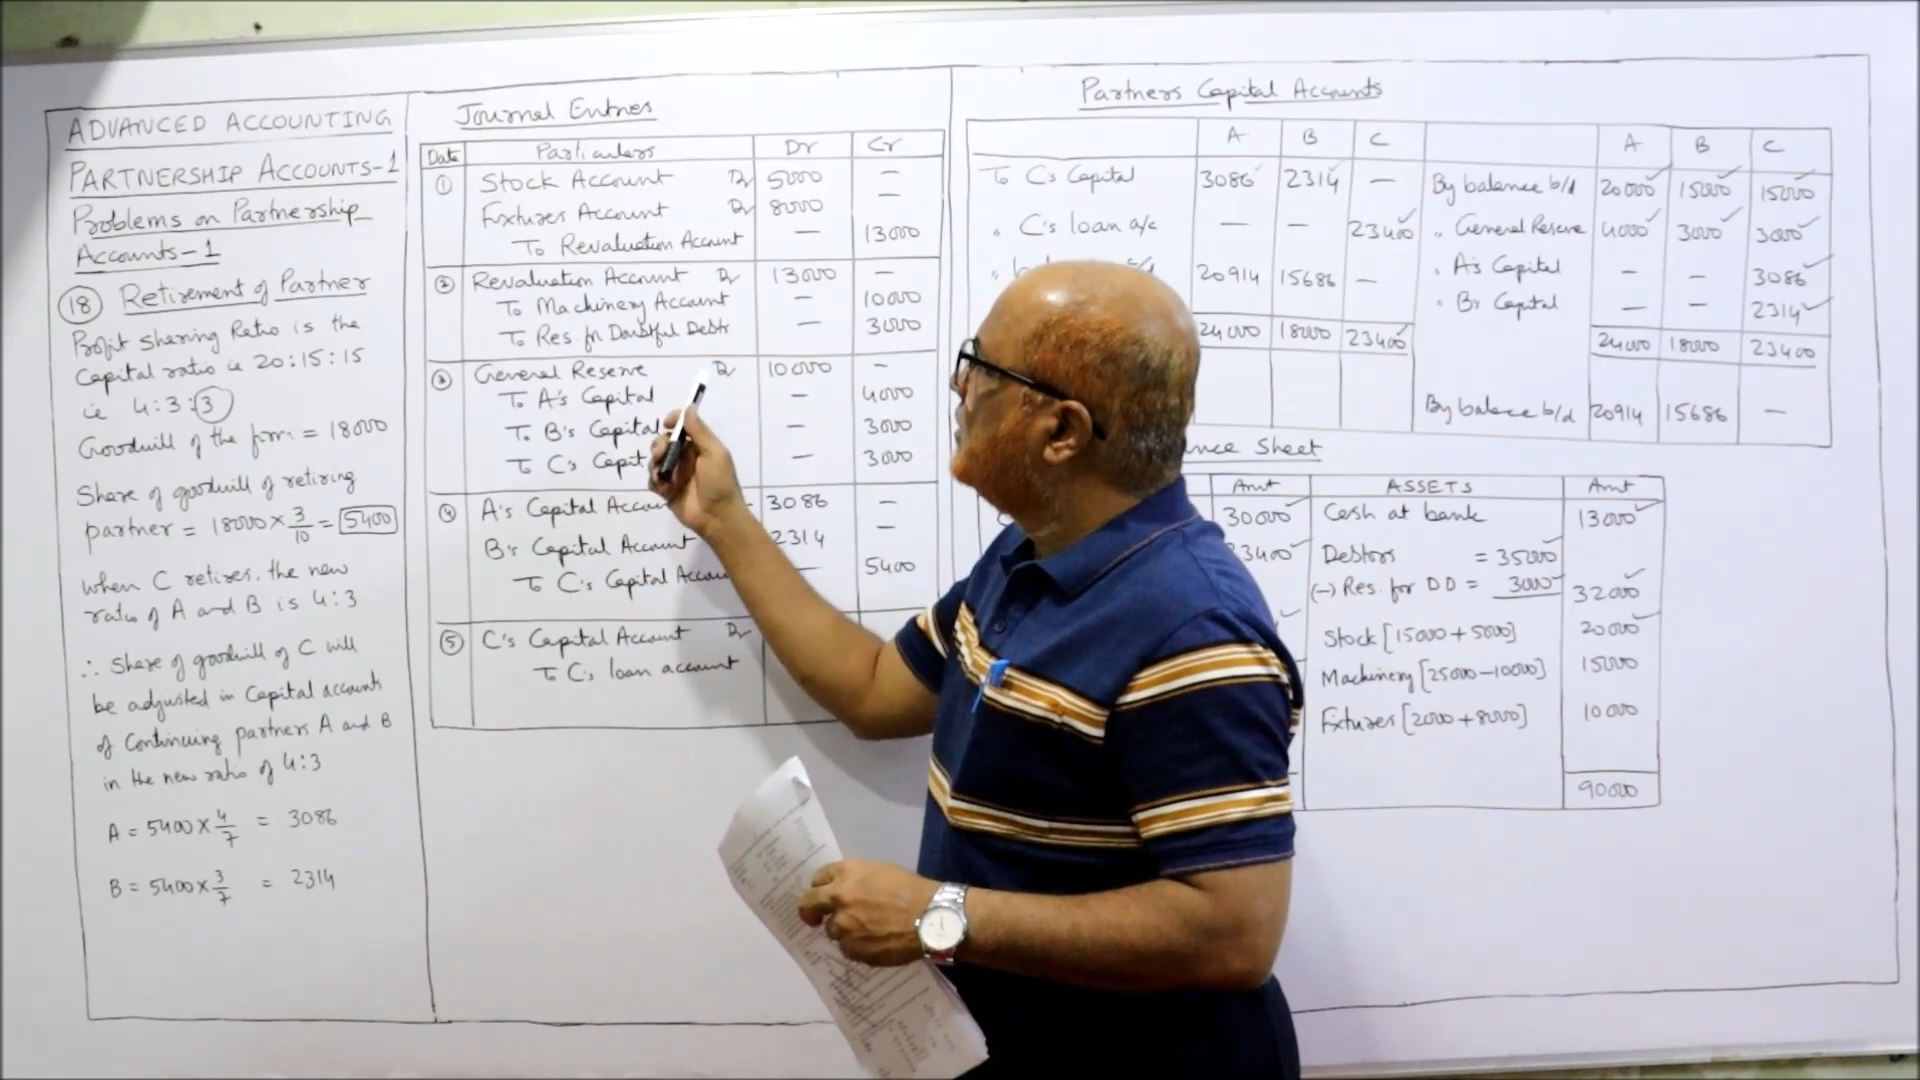 ADVANCED ACCOUNTING
PARTNERSHIP ACCOUNTS-1
Problems on Partnership
Accounts-1
(18) Retirement of Partner
Profit sharing Ratio is the
Capital ratio ie 20:15:15
ie 4:3:3
Goodwill of the firm = 18000
Share of goodwill of retiring
partner = 18000 × 3/10 = 5400
when C retires, the new
ratio of A and B is 4:3
∴ Share of goodwill of C will
be adjusted in Capital accounts
of continuing partners A and B
in the new ratio of 4:3
A = 5400 × 4/7 = 3086
B = 5400 × 3/7 = 2314
Journal Entries
Date Particulars Dr Cr
(1) Stock Account Dr 5000 —
Fixtures Account Dr 8000 —
To Revaluation Account — 13000
(2) Revaluation Account Dr 13000 —
To Machinery Account — 10000
To Res for Doubtful Debts — 3000
(3) General Reserve Dr 10000 —
To A's Capital — 4000
To B's Capital — 3000
To C's — 3000
(4) A's Capital 3086 —
B's Capital Account 2314 —
To C's Capital — 5400
(5) C's Capital Account Dr
To C's loan account
Partners Capital Accounts
A B C A B C
To C's Capital 3086 2314 — By balance b/d 20000 15000 15000
" C's loan a/c — — 23400 " General Reserve 4000 3000 3000
" 20914 15686 — " A's Capital — — 3086
" B's Capital — — 2314
24000 18000 23400 24000 18000 23400
By balance b/d 20914 15686 —
Sheet
Amt ASSETS Amt
30000 Cash at bank 13000
Debtors = 35000
(-) Res. for DD = 3000 32000
Stock [15000 + 5000] 20000
Machinery [25000 - 10000] 15000
Fixtures [2000 + 8000] 10000
90000